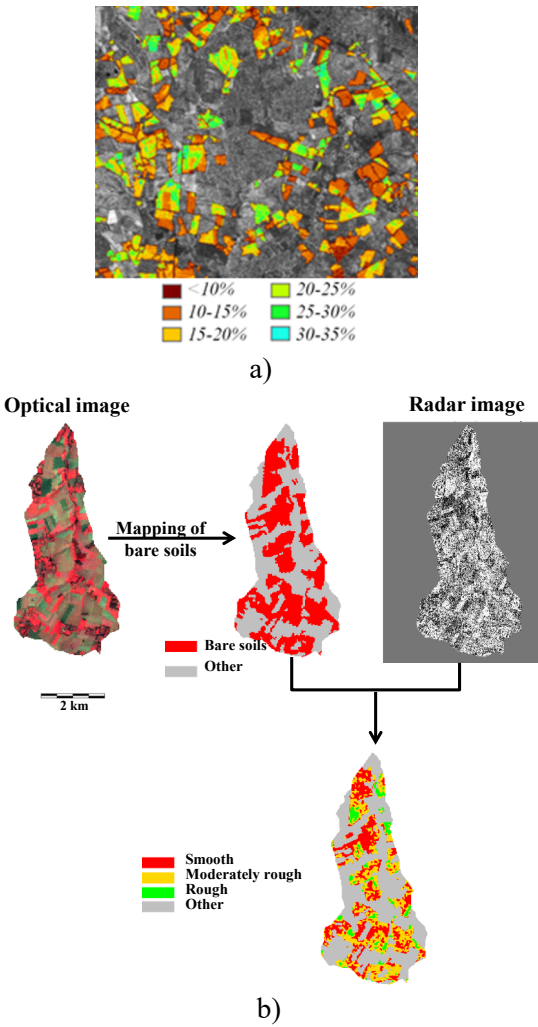 <10% 20-25%
10-15% 25-30%
15-20% 30-35%
a)
Optical image
Radar image
Mapping of
bare soils
Bare soils
Other
2 km
Smooth
Moderately rough
Rough
Other
b)